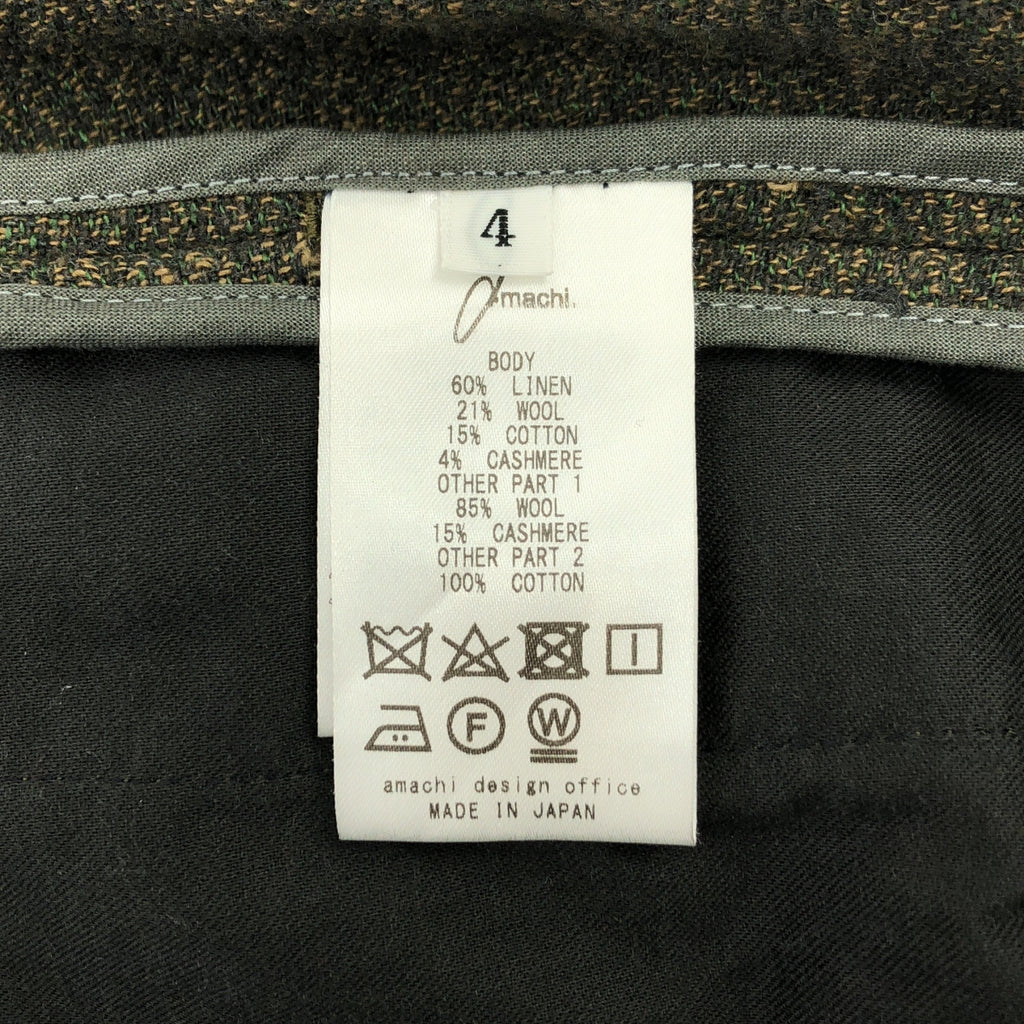 4
amachi.
BODY
60% LINEN
21% WOOL
15% COTTON
4% CASHMERE
OTHER PART 1
85% WOOL
15% CASHMERE
OTHER PART 2
100% COTTON
F
W
amachi design office
MADE IN JAPAN